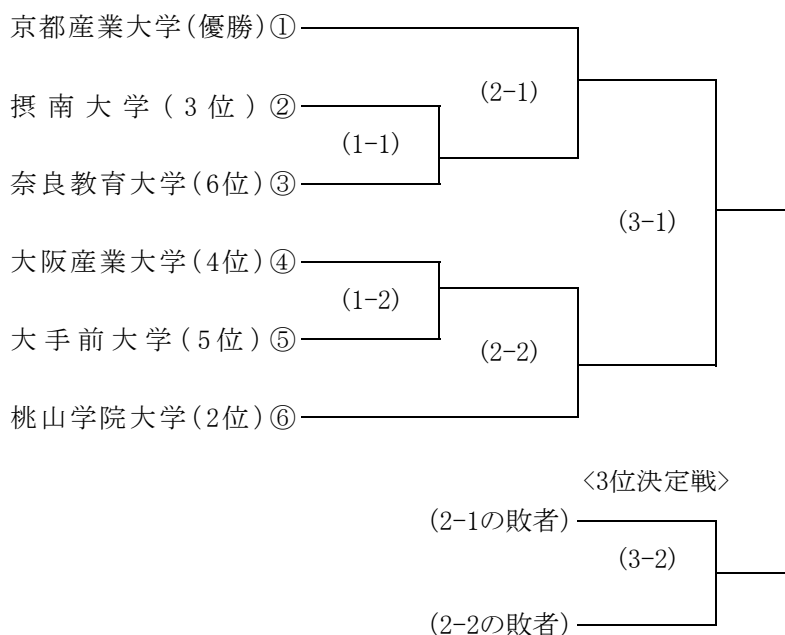 京都産業大学(優勝)①
(2-1)
摂南大学(3位)②
(1-1)
奈良教育大学(6位)③
(3-1)
大阪産業大学(4位)④
(1-2)
大手前大学(5位)⑤
(2-2)
桃山学院大学(2位)⑥
<3位決定戦>
(2-1の敗者)
(3-2)
(2-2の敗者)